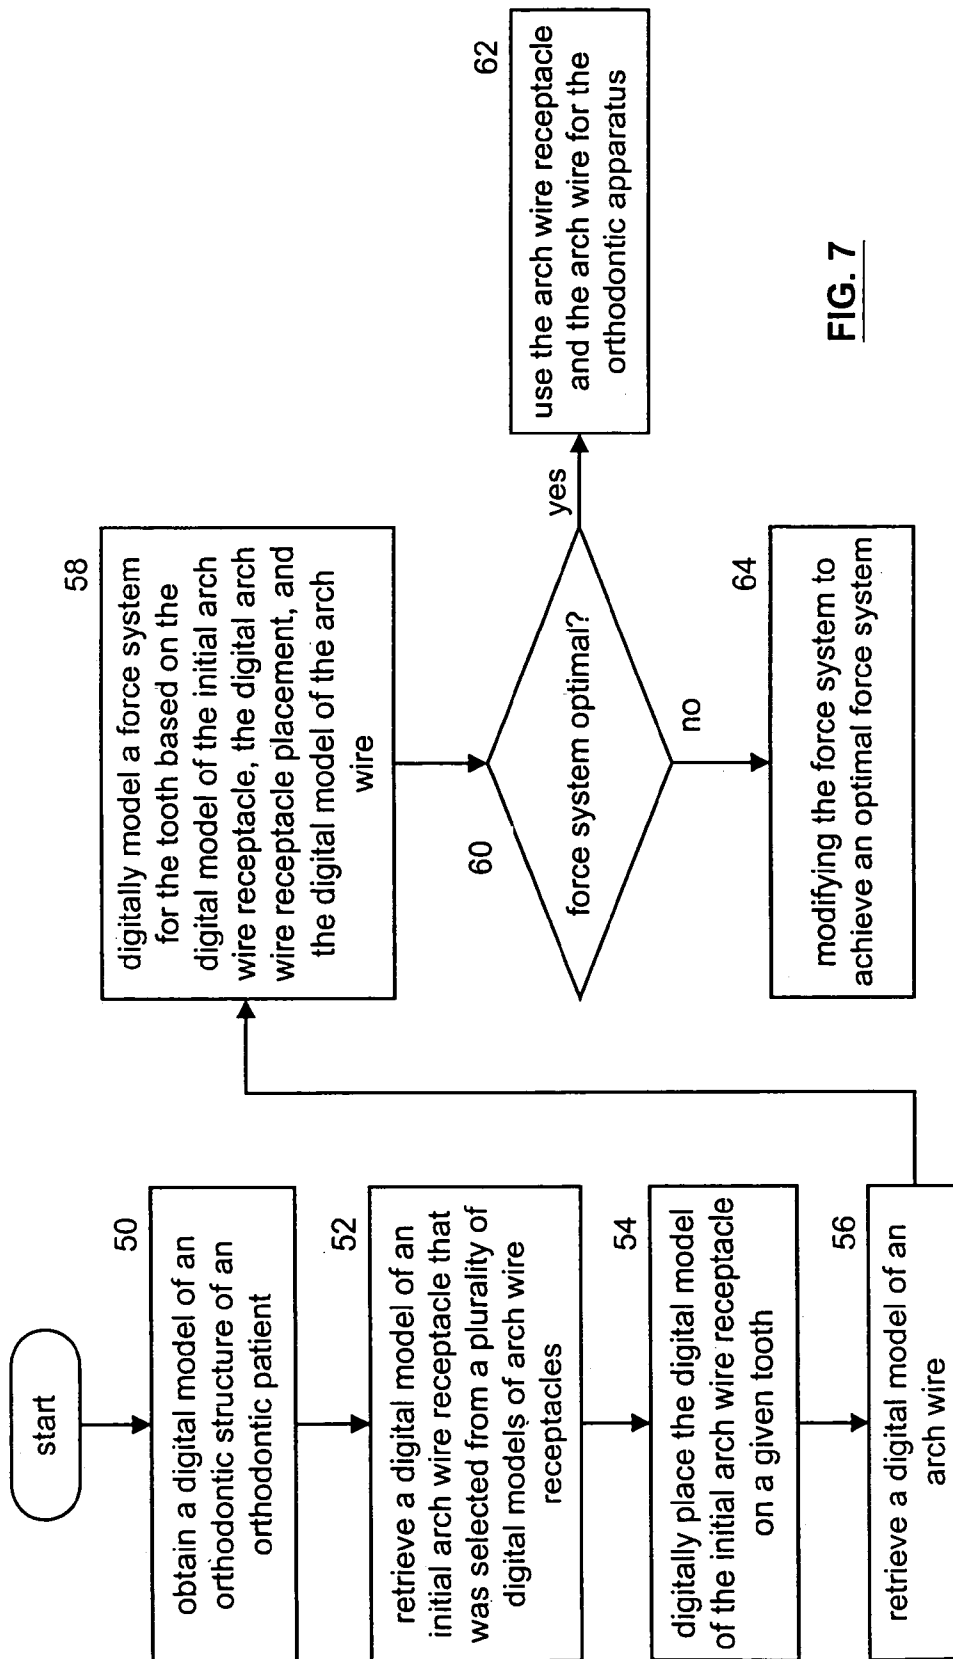 start
50
obtain a digital model of an
orthodontic structure of an
orthodontic patient
52
retrieve a digital model of an
initial arch wire receptacle that
was selected from a plurality of
digital models of arch wire
receptacles
54
digitally place the digital model
of the initial arch wire receptacle
on a given tooth
56
retrieve a digital model of an
arch wire
58
digitally model a force system
for the tooth based on the
digital model of the initial arch
wire receptacle, the digital arch
wire receptacle placement, and
the digital model of the arch
wire
60
force system optimal?
yes
no
62
use the arch wire receptacle
and the arch wire for the
orthodontic apparatus
64
modifying the force system to
achieve an optimal force system
FIG. 7